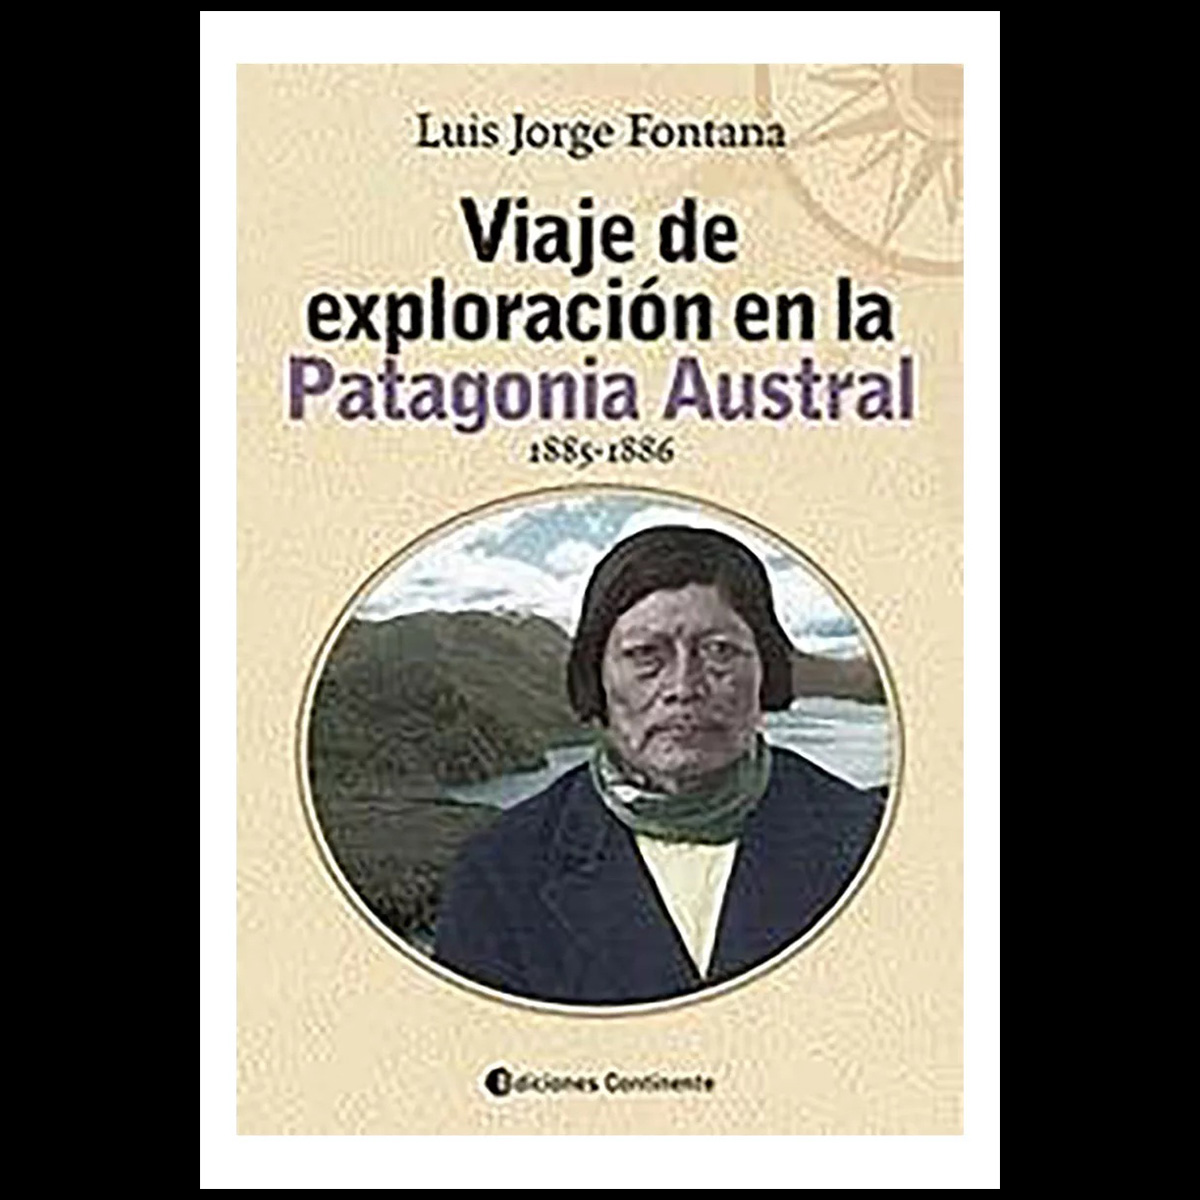 Luis Jorge Fontana
Viaje de
exploración en la
Patagonia Austral
1885-1886
Ediciones Continente